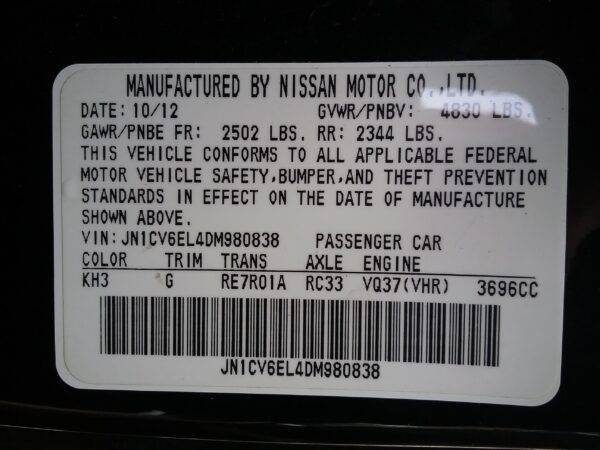 MANUFACTURED BY NISSAN MOTOR CO.,LTD.
DATE: 10/12 GVWR/PNBV: 4830 LBS.
GAWR/PNBE FR: 2502 LBS. RR: 2344 LBS.
THIS VEHICLE CONFORMS TO ALL APPLICABLE FEDERAL
MOTOR VEHICLE SAFETY,BUMPER,AND THEFT PREVENTION
STANDARDS IN EFFECT ON THE DATE OF MANUFACTURE
SHOWN ABOVE.
VIN: JN1CV6EL4DM980838 PASSENGER CAR
COLOR TRIM TRANS AXLE ENGINE
KH3 G RE7R01A RC33 VQ37(VHR) 3696CC
JN1CV6EL4DM980838